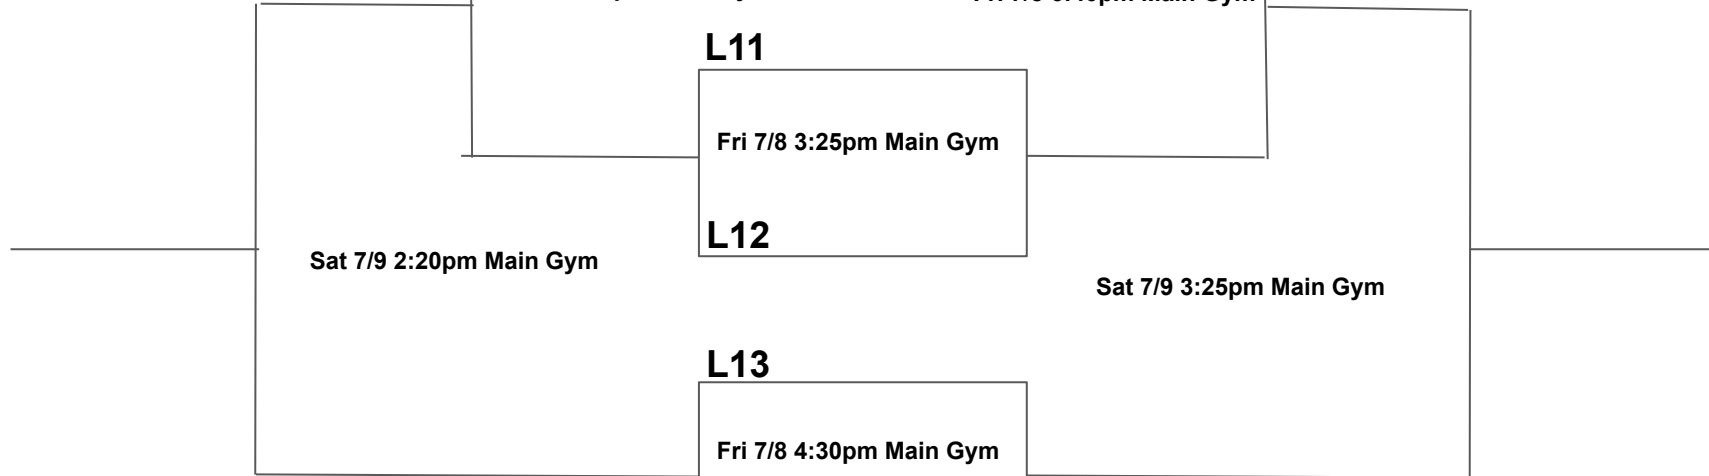 L11
Fri 7/8 3:25pm Main Gym
L12
Sat 7/9 2:20pm Main Gym
Sat 7/9 3:25pm Main Gym
L13
Fri 7/8 4:30pm Main Gym